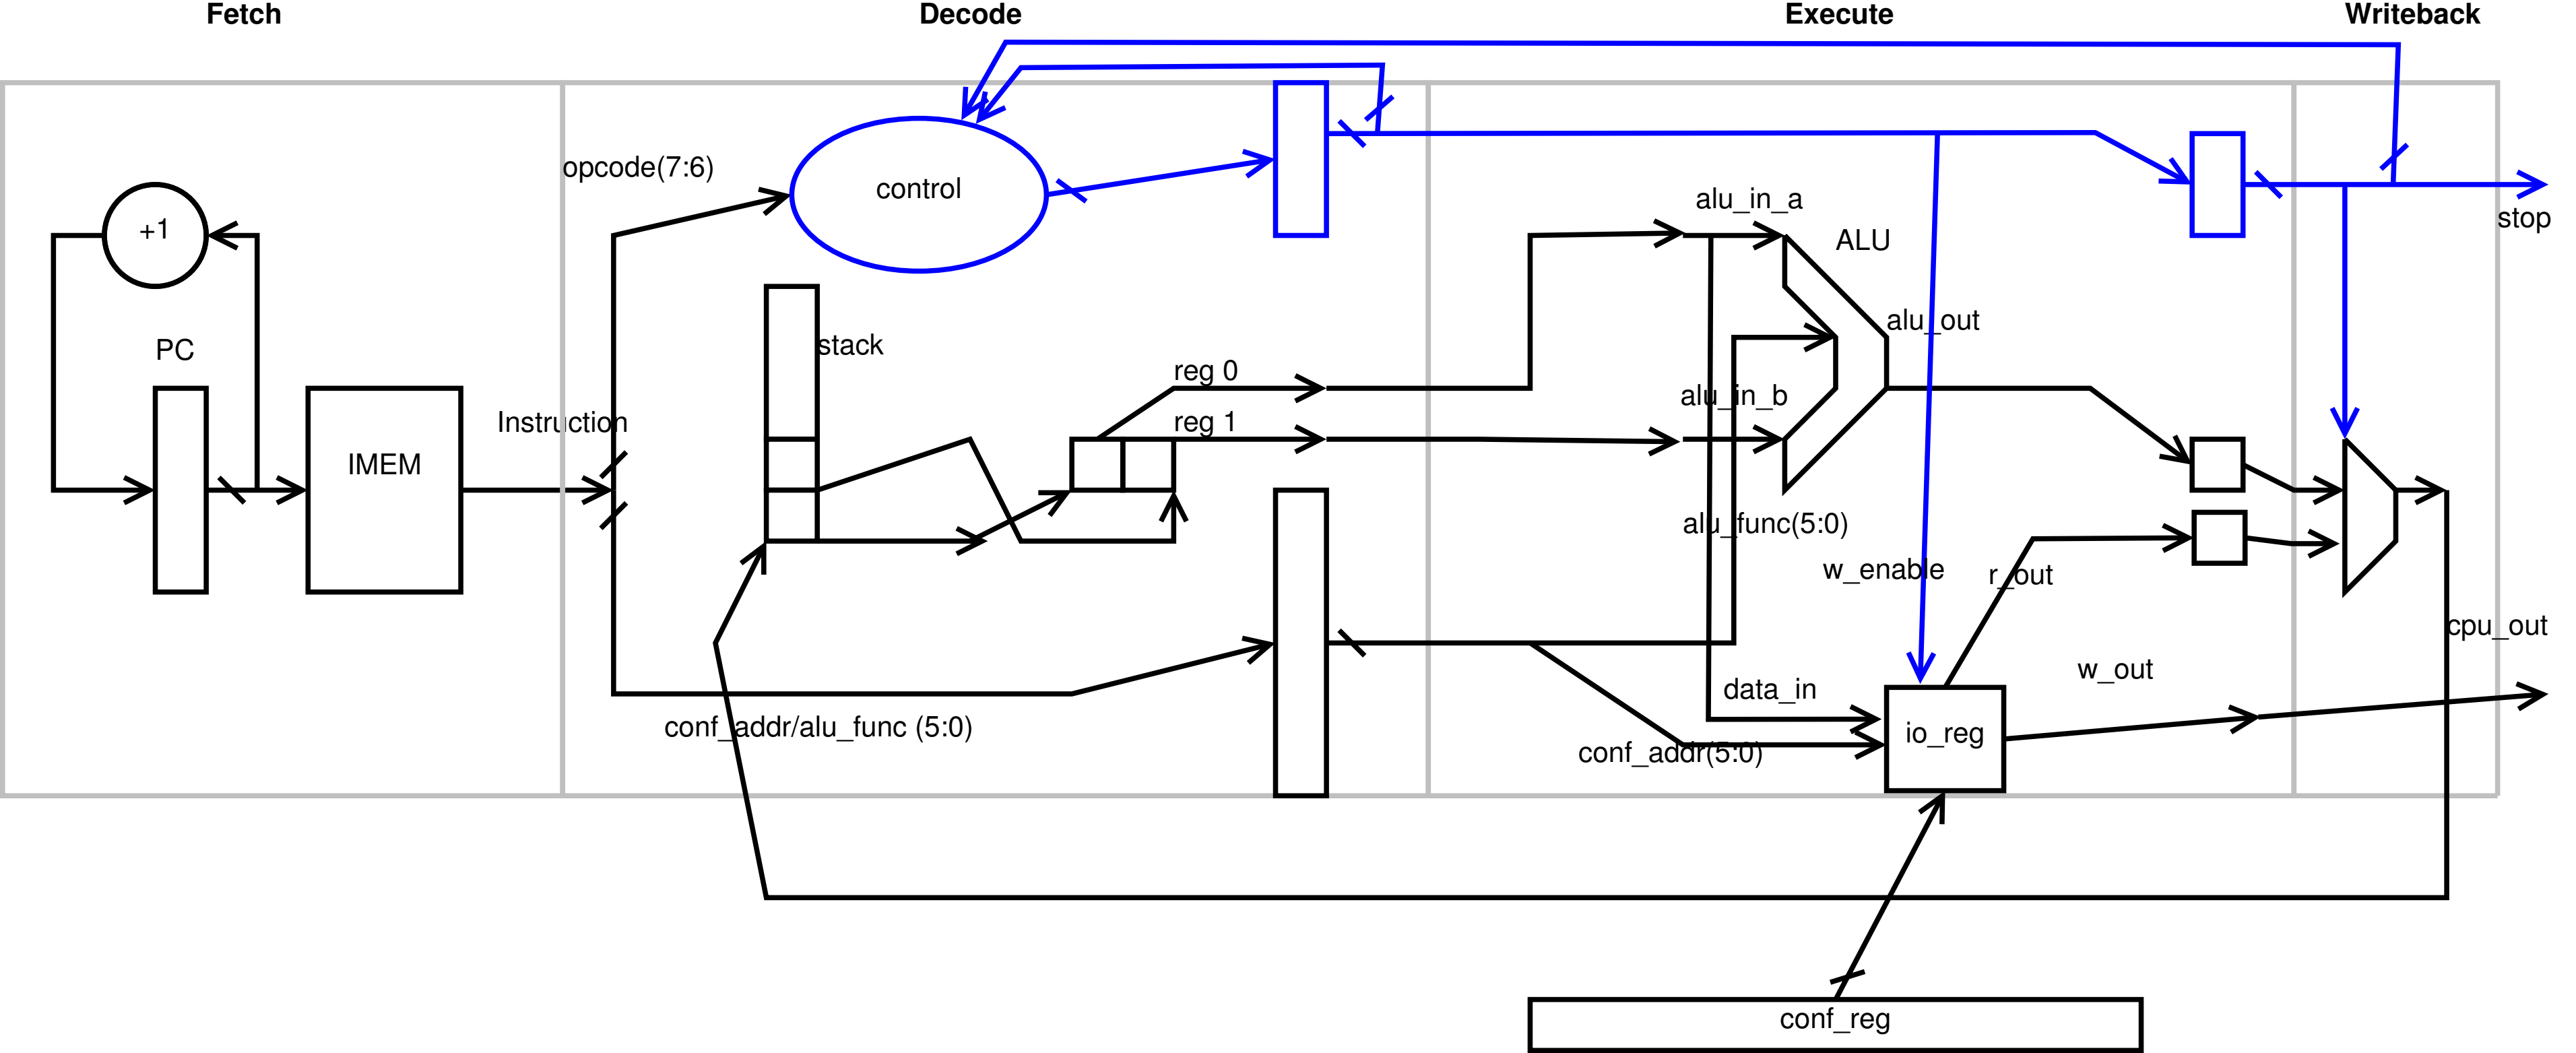 Fetch
Decode
Execute
Writeback
opcode(7:6)
control
+1
alu_in_a
ALU
stop
PC
stack
alu_out
reg 0
alu_in_b
reg 1
Instruction
IMEM
alu_func(5:0)
w_enable
r_out
cpu_out
w_out
data_in
conf_addr/alu_func (5:0)
io_reg
conf_addr(5:0)
conf_reg